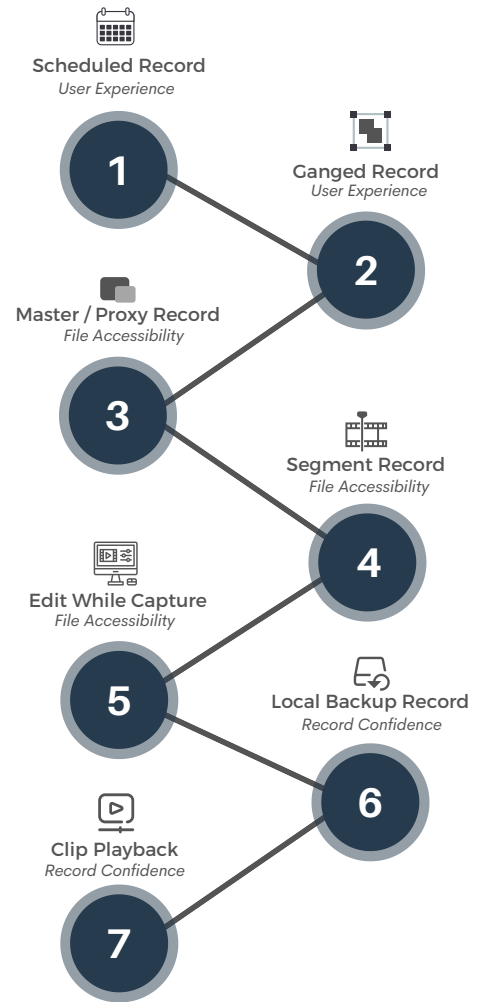 Scheduled Record
User Experience
1
Ganged Record
User Experience
2
Master / Proxy Record
File Accessibility
3
Segment Record
File Accessibility
4
Edit While Capture
File Accessibility
5
Local Backup Record
Record Confidence
6
Clip Playback
Record Confidence
7